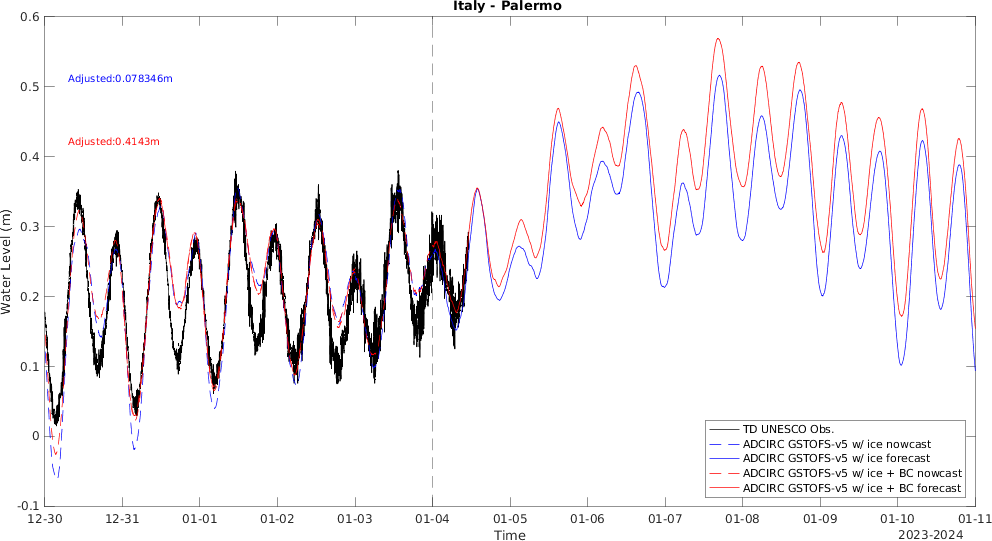 Italy - Palermo
0.6
0.5
0.4
0.3
0.2
0.1
0
-0.1
Water Level (m)
Adjusted:0.078346m
Adjusted:0.4143m
TD UNESCO Obs.
ADCIRC GSTOFS-v5 w/ ice nowcast
ADCIRC GSTOFS-v5 w/ ice forecast
ADCIRC GSTOFS-v5 w/ ice + BC nowcast
ADCIRC GSTOFS-v5 w/ ice + BC forecast
12-30 12-31 01-01 01-02 01-03 01-04 01-05 01-06 01-07 01-08 01-09 01-10 01-11
Time
2023-2024